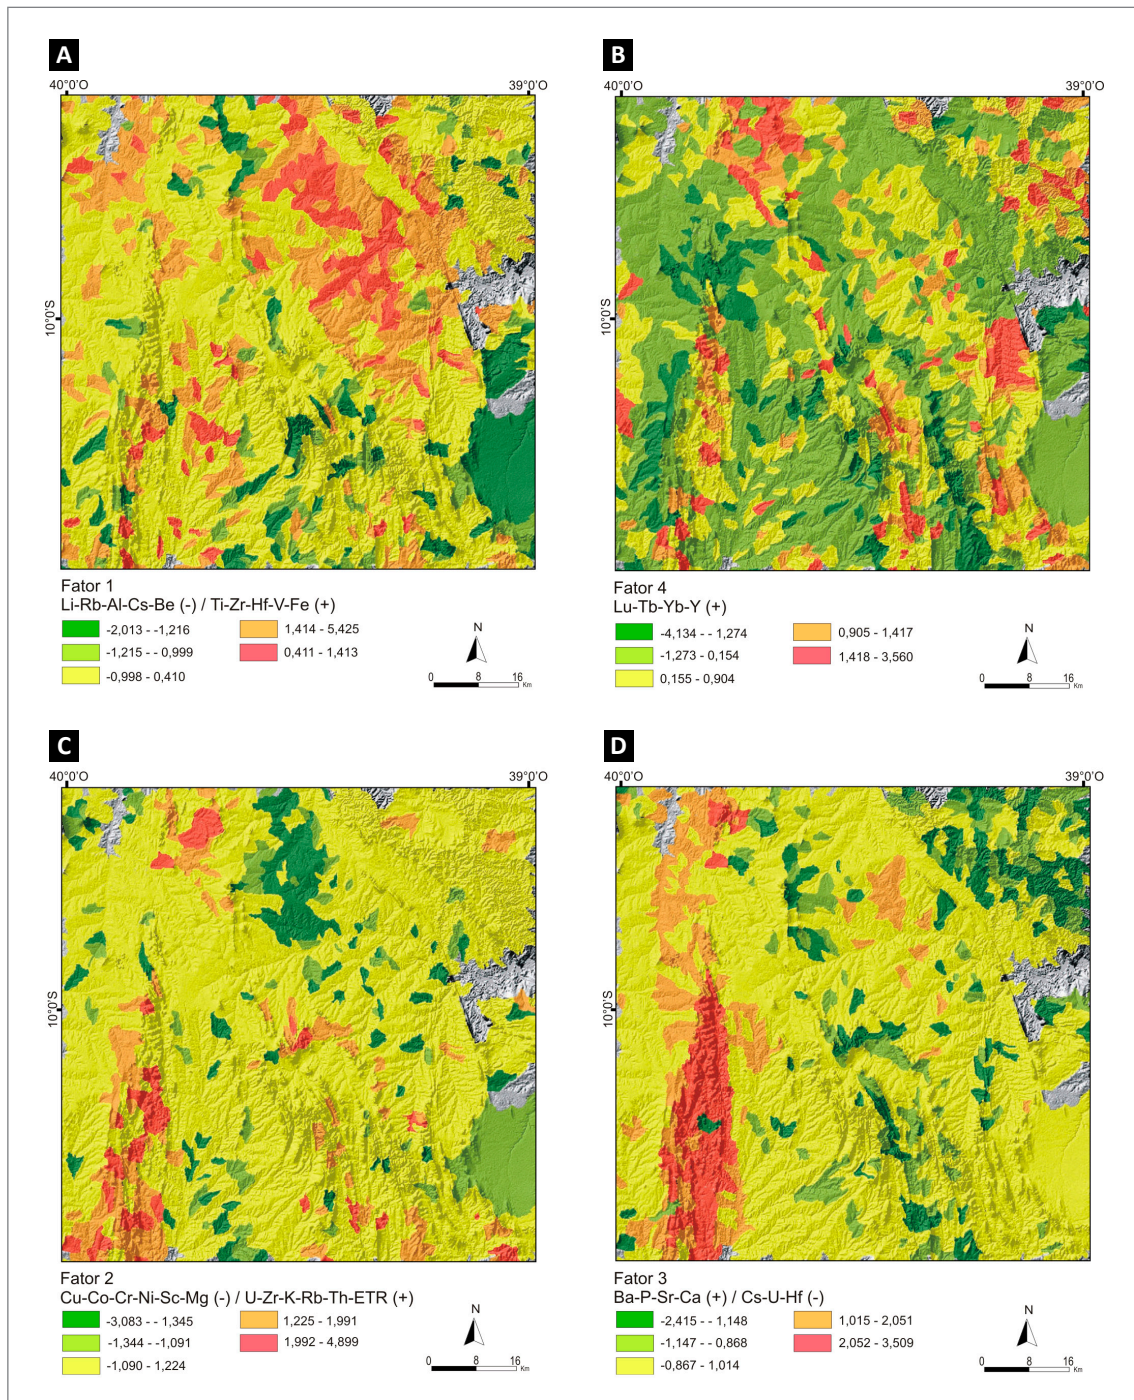 A
40°0'O
39°0'O
10°0'S
Fator 1
Li-Rb-Al-Cs-Be (-) / Ti-Zr-Hf-V-Fe (+)
-2,013 - -1,216
-1,215 - 0,999
-0,998 - 0,410
1,414 - 5,425
0,411 - 1,413
N
0 8 16
Km
B
40°0'O
39°0'O
Fator 4
Lu-Tb-Yb-Y (+)
-4,134 - - 1,274
-1,273 - 0,154
0,155 - 0,904
0,905 - 1,417
1,418 - 3,560
N
0 8 16
Km
10°0'S
C
40°0'O
39°0'O
10°0'S
Fator 2
Cu-Co-Cr-Ni-Sc-Mg (-) / U-Zr-K-Rb-Th-ETR (+)
-3,083 - - 1,345
-1,344 - -1,091
-1,090 - 1,224
1,225 - 1,991
1,992 - 4,899
N
0 8 16
Km
D
40°0'O
39°0'O
10°0'S
Fator 3
Ba-P-Sr-Ca (+) / Cs-U-Hf (-)
-2,415 - - 1,148
-1,147 - -0,868
-0,867 - 1,014
1,015 - 2,051
2,052 - 3,509
N
0 8 16
Km